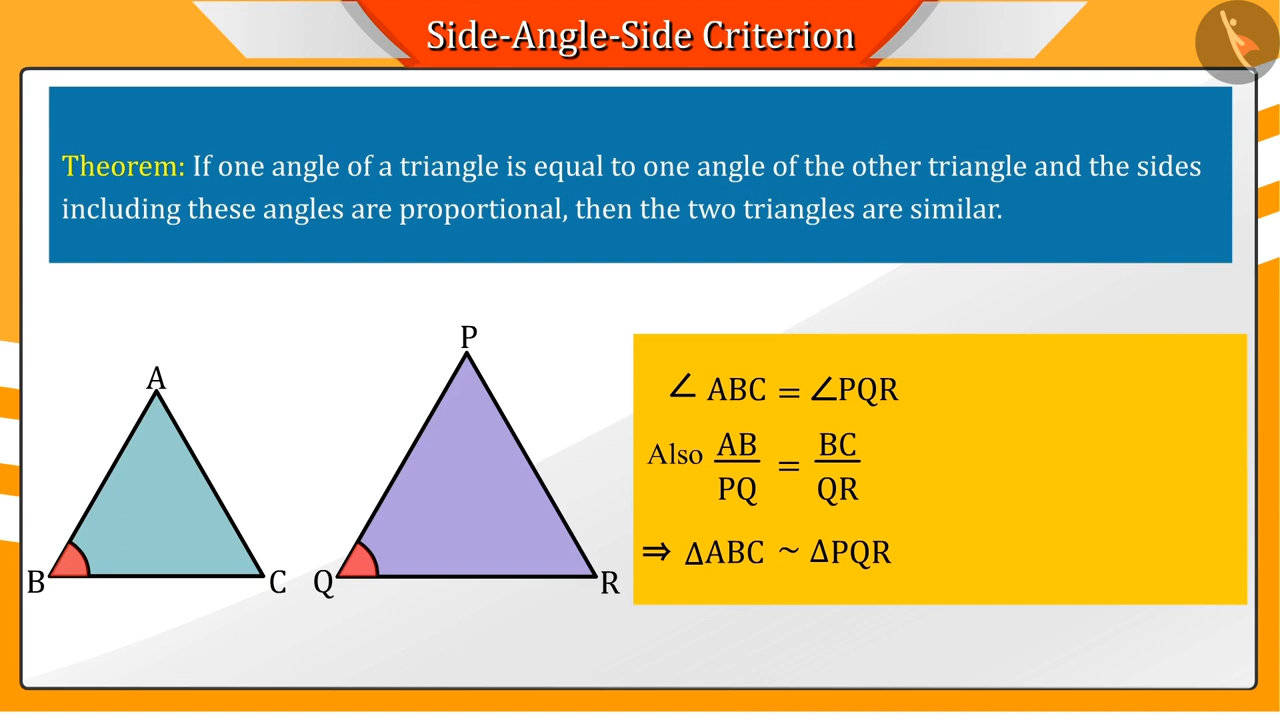 Side-Angle-Side Criterion
Theorem: If one angle of a triangle is equal to one angle of the other triangle and the sides
including these angles are proportional, then the two triangles are similar.
A
B
C
P
Q
R
∠ ABC = ∠PQR
Also AB/PQ = BC/QR
⇒ ΔABC ~ ΔPQR